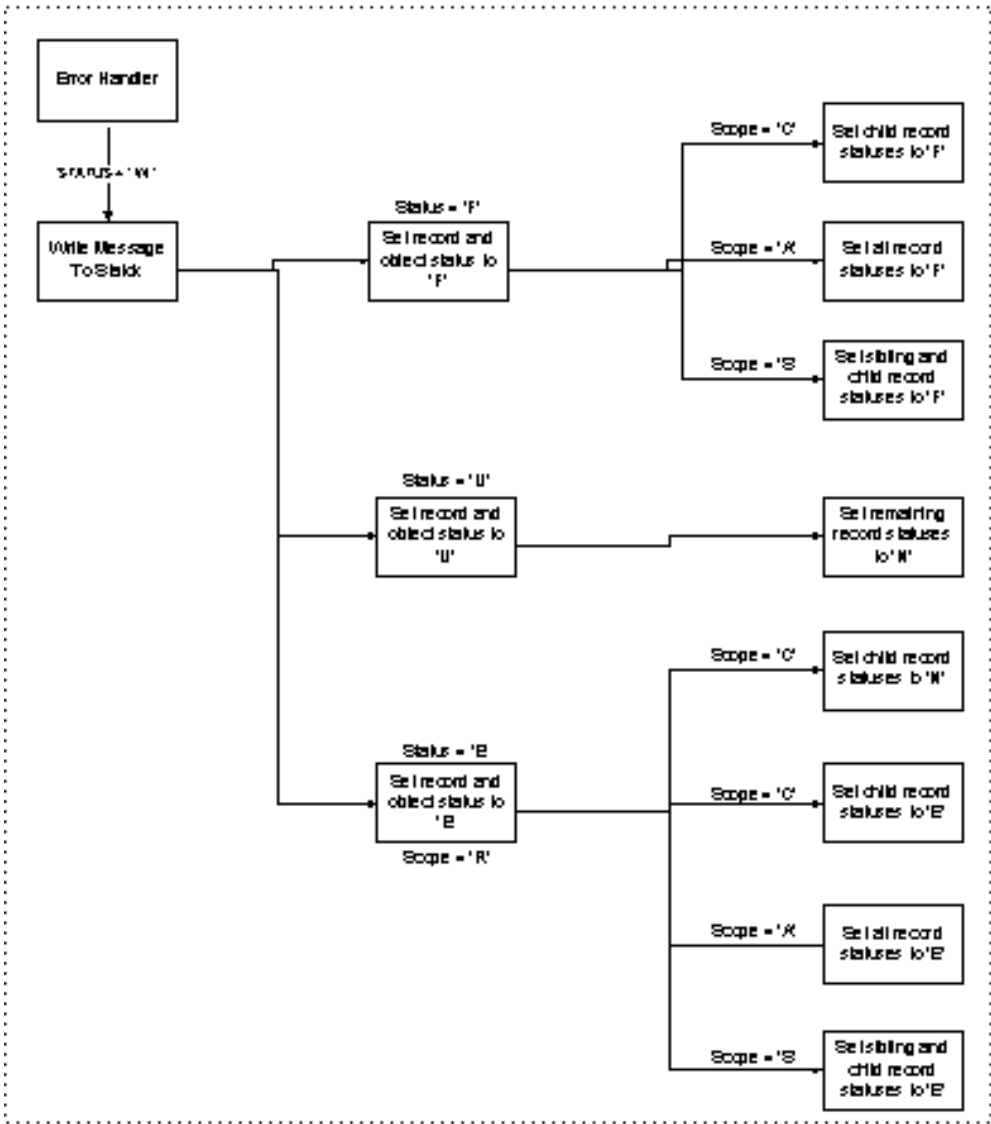 Error Handler
STATUS = 'W'
Write Message
To Stack
Status = 'F'
Set record and
object status to
'F'
Scope = 'C'
Set child record
statuses to 'F'
Scope = 'A'
Set all record
statuses to 'F'
Scope = 'S
Set sibling and
child record
statuses to 'F'
Status = 'U'
Set record and
object status to
'U'
Set remaining
record statuses
to 'N'
Status = 'E
Set record and
object status to
'E
Scope = 'R'
Scope = 'C'
Set child record
statuses to 'N'
Scope = 'C'
Set child record
statuses to 'E'
Scope = 'A'
Set all record
statuses to 'E'
Scope = 'S
Set sibling and
child record
statuses to 'E'